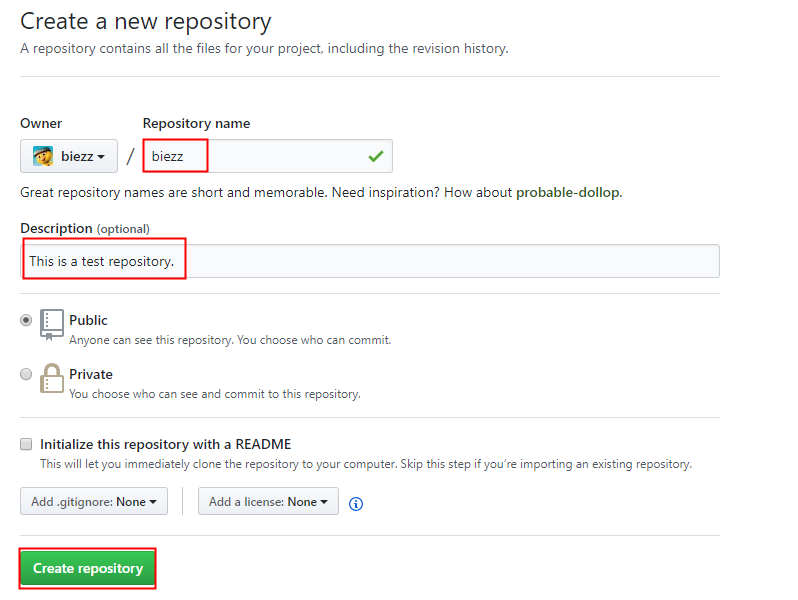 Create a new repository
A repository contains all the files for your project, including the revision history.
Owner
Repository name
biezz
/
biezz
Great repository names are short and memorable. Need inspiration? How about probable-dollop.
Description (optional)
This is a test repository.
Public
Anyone can see this repository. You choose who can commit.
Private
You choose who can see and commit to this repository.
Initialize this repository with a README
This will let you immediately clone the repository to your computer. Skip this step if you're importing an existing repository.
Add .gitignore: None
Add a license: None
Create repository